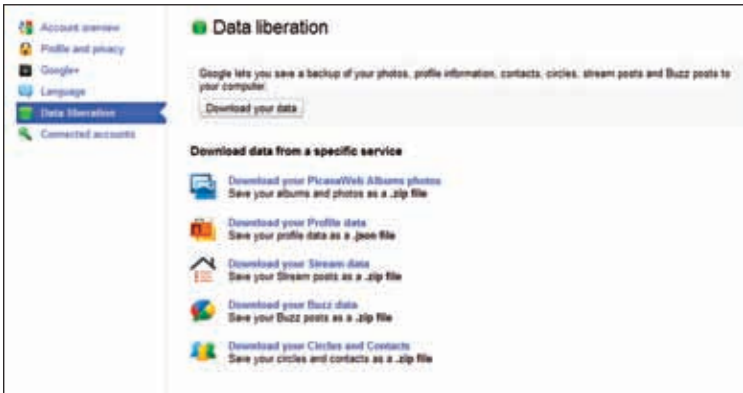 Account overview
Profile and privacy
Google+
Language
Data liberation
Connected accounts
Data liberation
Google lets you save a backup of your photos, profile information, contacts, circles, stream posts and Buzz posts to
your computer.
Download your data
Download data from a specific service
Download your PicasaWeb Albums photos
Save your albums and photos as a .zip file
Download your Profile data
Save your profile data as a .json file
Download your Stream data
Save your Stream posts as a .zip file
Download your Buzz data
Save your Buzz posts as a .zip file
Download your Circles and Contacts
Save your circles and contacts as a .zip file